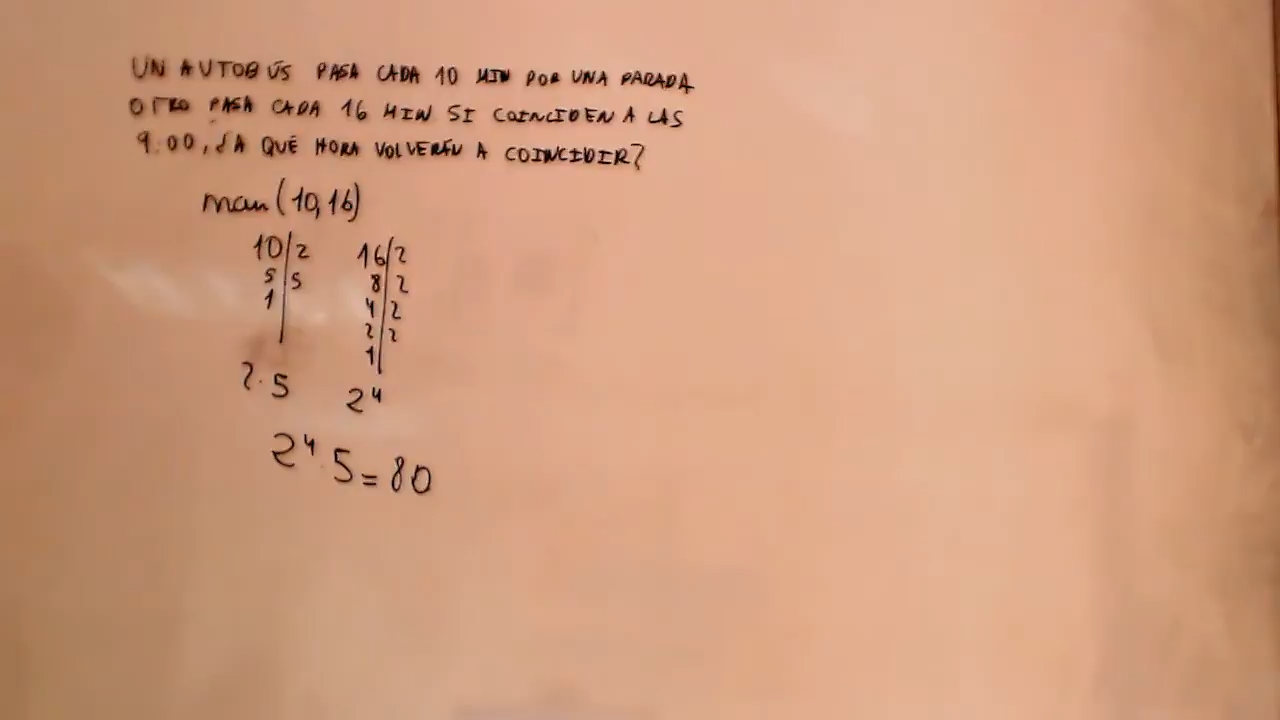 UN AUTOBÚS PASA CADA 10 MIN POR UNA PARADA
OTRO PASA CADA 16 MIN SI COINCIDEN A LAS
9:00, ¿A QUÉ HORA VOLVERÁN A COINCIDIR?
mcm (10,16)
10 | 2 16 | 2
5 | 5 8 | 2
1 | 4 | 2
2 | 2
1 |
2·5 2⁴
2⁴·5 = 80